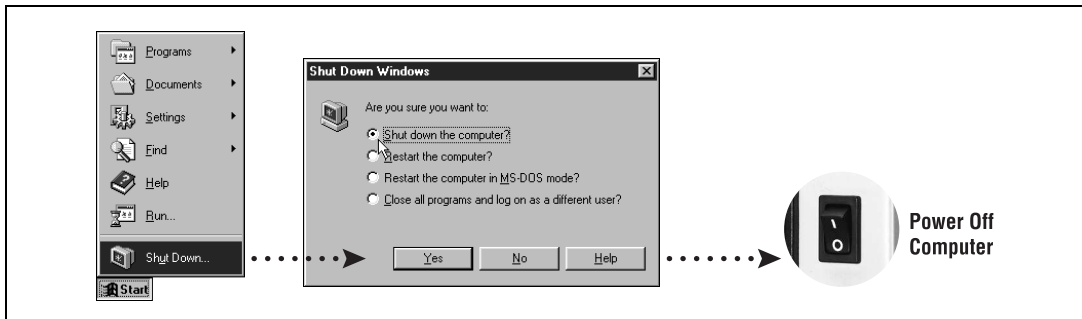 Programs
Documents
Settings
Find
Help
Run...
Shut Down...
Start
Shut Down Windows
Are you sure you want to:
Shut down the computer?
Restart the computer?
Restart the computer in MS-DOS mode?
Close all programs and log on as a different user?
Yes
No
Help
Power Off
Computer